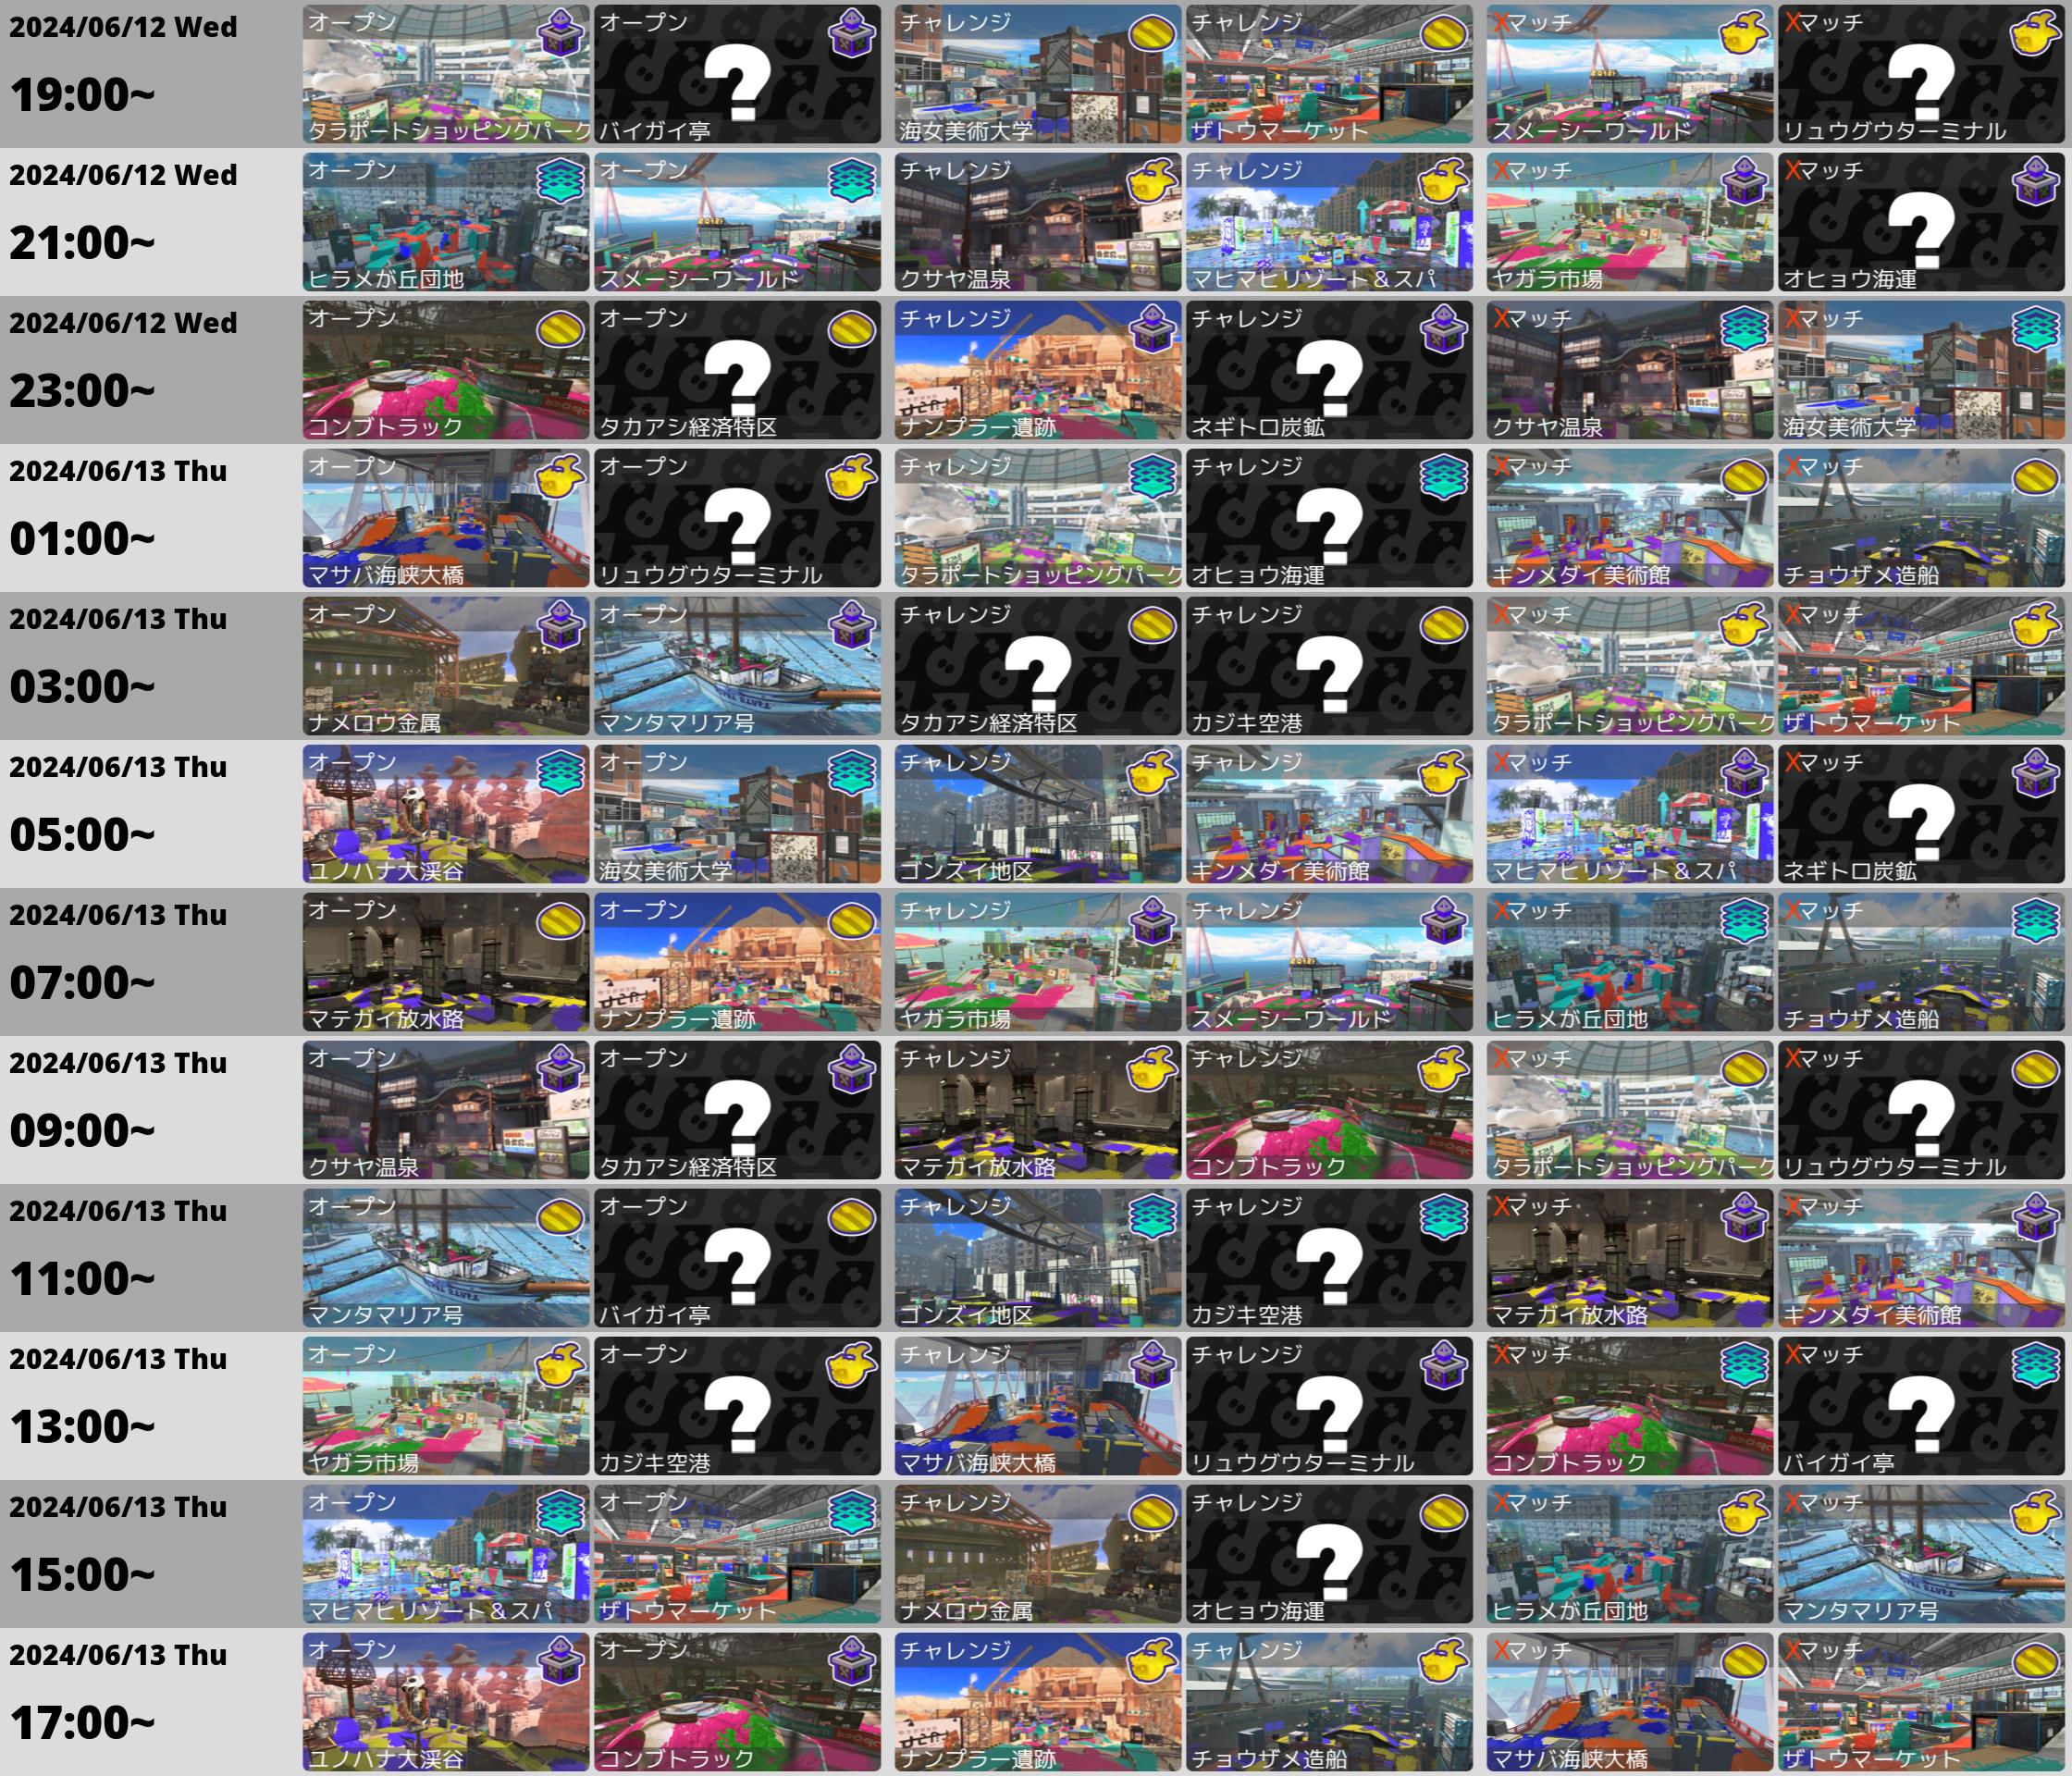 2024/06/12 Wed
19:00~
オープン
タラポートショッピングパーク
オープン
バイガイ亭
チャレンジ
海女美術大学
チャレンジ
ザトウマーケット
Xマッチ
スメーシーワールド
Xマッチ
リュウグウターミナル
2024/06/12 Wed
21:00~
オープン
ヒラメが丘団地
オープン
スメーシーワールド
チャレンジ
クサヤ温泉
チャレンジ
マヒマヒリゾート&スパ
Xマッチ
ヤガラ市場
Xマッチ
オヒョウ海運
2024/06/12 Wed
23:00~
オープン
コンブトラック
オープン
タカアシ経済特区
チャレンジ
ナンプラー遺跡
チャレンジ
ネギトロ炭鉱
Xマッチ
クサヤ温泉
Xマッチ
海女美術大学
2024/06/13 Thu
01:00~
オープン
マサバ海峡大橋
オープン
リュウグウターミナル
チャレンジ
タラポートショッピングパーク
チャレンジ
オヒョウ海運
Xマッチ
キンメダイ美術館
Xマッチ
チョウザメ造船
2024/06/13 Thu
03:00~
オープン
ナメロウ金属
オープン
マンタマリア号
チャレンジ
タカアシ経済特区
チャレンジ
カジキ空港
Xマッチ
タラポートショッピングパーク
Xマッチ
ザトウマーケット
2024/06/13 Thu
05:00~
オープン
ユノハナ大渓谷
オープン
海女美術大学
チャレンジ
ゴンズイ地区
チャレンジ
キンメダイ美術館
Xマッチ
マヒマヒリゾート&スパ
Xマッチ
ネギトロ炭鉱
2024/06/13 Thu
07:00~
オープン
マテガイ放水路
オープン
ナンプラー遺跡
チャレンジ
ヤガラ市場
チャレンジ
スメーシーワールド
Xマッチ
ヒラメが丘団地
Xマッチ
チョウザメ造船
2024/06/13 Thu
09:00~
オープン
クサヤ温泉
オープン
タカアシ経済特区
チャレンジ
マテガイ放水路
チャレンジ
コンブトラック
Xマッチ
タラポートショッピングパーク
Xマッチ
リュウグウターミナル
2024/06/13 Thu
11:00~
オープン
マンタマリア号
オープン
バイガイ亭
チャレンジ
ゴンズイ地区
チャレンジ
カジキ空港
Xマッチ
マテガイ放水路
Xマッチ
キンメダイ美術館
2024/06/13 Thu
13:00~
オープン
ヤガラ市場
オープン
カジキ空港
チャレンジ
マサバ海峡大橋
チャレンジ
リュウグウターミナル
Xマッチ
コンブトラック
Xマッチ
バイガイ亭
2024/06/13 Thu
15:00~
オープン
マヒマヒリゾート&スパ
オープン
ザトウマーケット
チャレンジ
ナメロウ金属
チャレンジ
オヒョウ海運
Xマッチ
ヒラメが丘団地
Xマッチ
マンタマリア号
2024/06/13 Thu
17:00~
オープン
ユノハナ大渓谷
オープン
コンブトラック
チャレンジ
ナンプラー遺跡
チャレンジ
チョウザメ造船
Xマッチ
マサバ海峡大橋
Xマッチ
ザトウマーケット